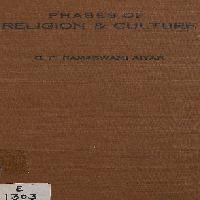 PHASES OF
RELIGION & CULTURE
C. P. RAMASWAMI AIYAR
E
1303